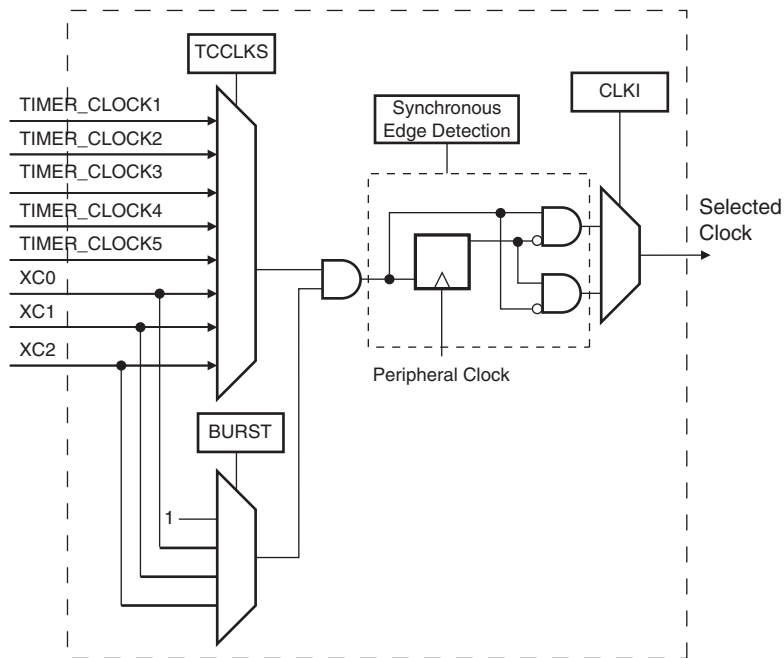 TCCLKS
TIMER_CLOCK1
TIMER_CLOCK2
TIMER_CLOCK3
TIMER_CLOCK4
TIMER_CLOCK5
XC0
XC1
XC2
Synchronous
Edge Detection
CLKI
Selected
Clock
Peripheral Clock
BURST
1